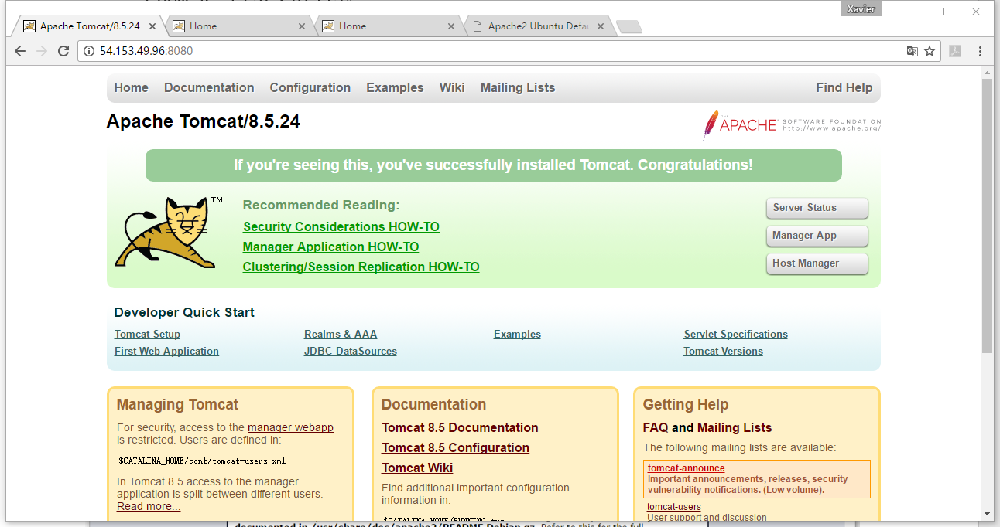 Xavier
Apache Tomcat/8.5.24
Home
Home
Apache2 Ubuntu Defau
54.153.49.96:8080
Home Documentation Configuration Examples Wiki Mailing Lists Find Help
Apache Tomcat/8.5.24
THE APACHE SOFTWARE FOUNDATION
http://www.apache.org/
If you're seeing this, you've successfully installed Tomcat. Congratulations!
TM
Recommended Reading:
Security Considerations HOW-TO
Manager Application HOW-TO
Clustering/Session Replication HOW-TO
Server Status
Manager App
Host Manager
Developer Quick Start
Tomcat Setup
First Web Application
Realms & AAA
JDBC DataSources
Examples
Servlet Specifications
Tomcat Versions
Managing Tomcat
For security, access to the manager webapp
is restricted. Users are defined in:
$CATALINA_HOME/conf/tomcat-users.xml
In Tomcat 8.5 access to the manager
application is split between different users.
Read more...
Documentation
Tomcat 8.5 Documentation
Tomcat 8.5 Configuration
Tomcat Wiki
Find additional important configuration
information in:
$CATALINA_HOME/RUNNING.txt
Getting Help
FAQ and Mailing Lists
The following mailing lists are available:
tomcat-announce
Important announcements, releases, security
vulnerability notifications. (Low volume).
tomcat-users
User support and discussion
documented in /usr/share/doc/apache2/README.Debian.gz. Refer to this for the full